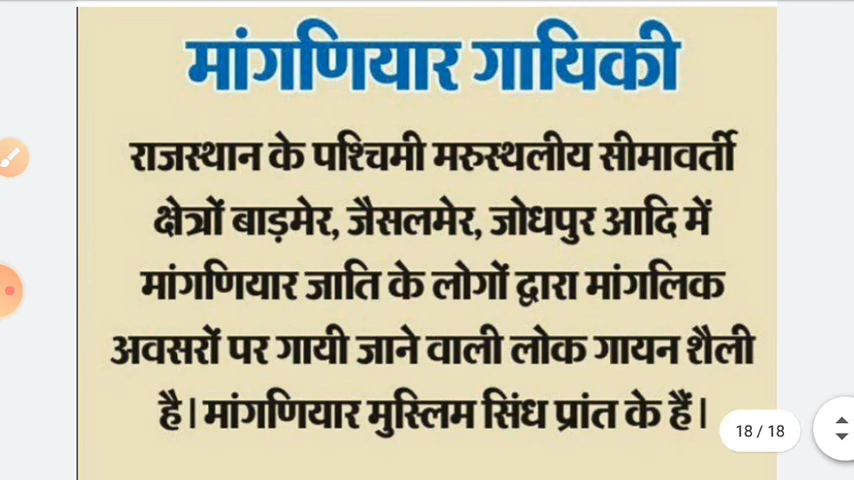 मांगणियार गायिकी
राजस्थान के पश्चिमी मरुस्थलीय सीमावर्ती
क्षेत्रों बाड़मेर, जैसलमेर, जोधपुर आदि में
मांगणियार जाति के लोगों द्वारा मांगलिक
अवसरों पर गायी जाने वाली लोक गायन शैली
है। मांगणियार मुस्लिम सिंध प्रांत के हैं।
18 / 18